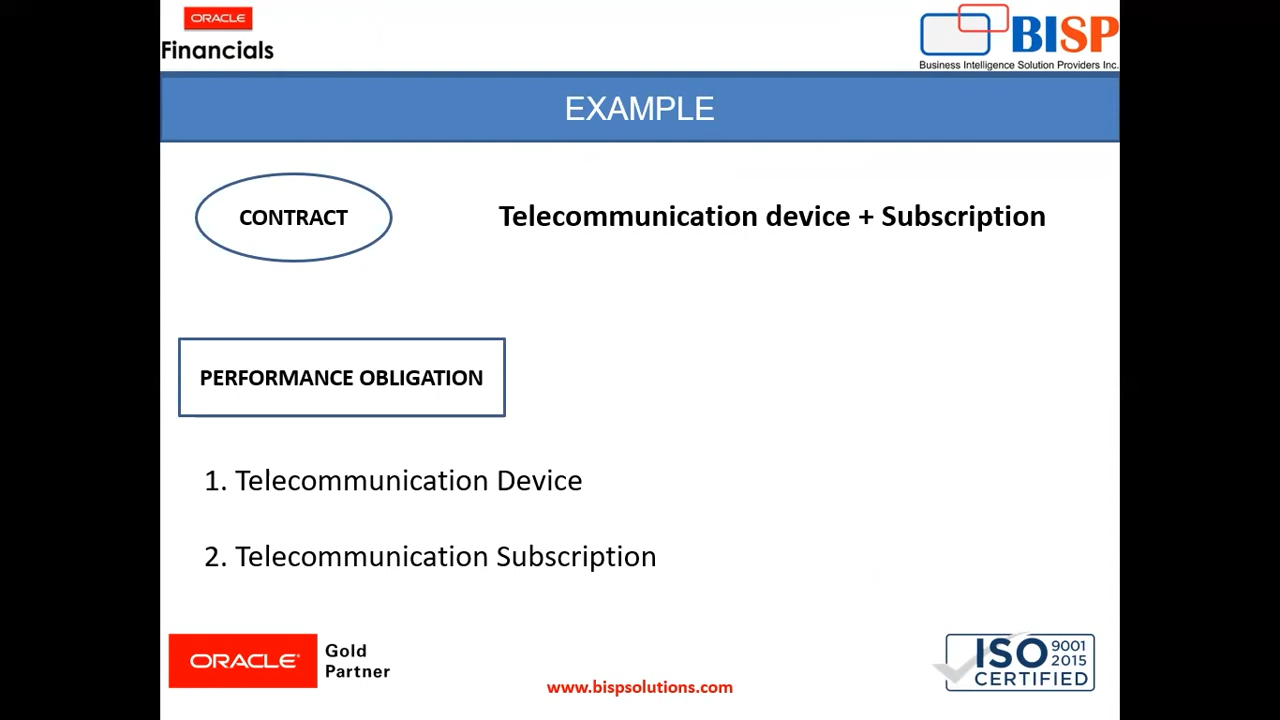 ORACLE
Financials
BISP
Business Intelligence Solution Providers Inc.
EXAMPLE
CONTRACT
Telecommunication device + Subscription
PERFORMANCE OBLIGATION
1. Telecommunication Device
2. Telecommunication Subscription
ORACLE®
Gold
Partner
www.bispsolutions.com
ISO 9001
2015
CERTIFIED